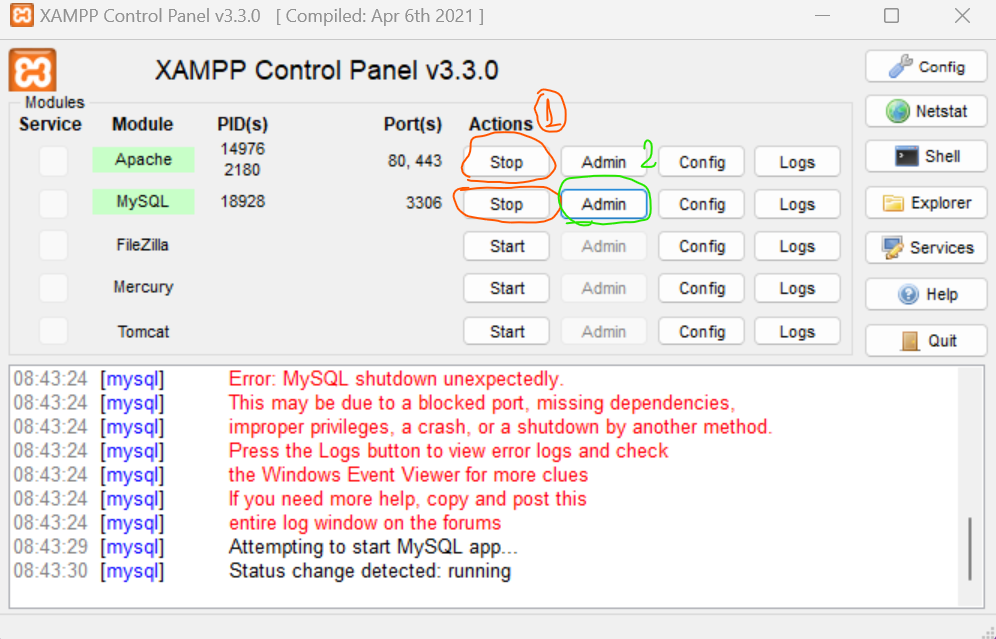 XAMPP Control Panel v3.3.0 [ Compiled: Apr 6th 2021 ]
XAMPP Control Panel v3.3.0
Config
Netstat
Shell
Explorer
Services
Help
Quit
Modules
Service Module PID(s) Port(s) Actions 1
Apache 14976 2180 80, 443 Stop Admin 2 Config Logs
MySQL 18928 3306 Stop Admin Config Logs
FileZilla Start Admin Config Logs
Mercury Start Admin Config Logs
Tomcat Start Admin Config Logs
08:43:24 [mysql] Error: MySQL shutdown unexpectedly.
08:43:24 [mysql] This may be due to a blocked port, missing dependencies,
08:43:24 [mysql] improper privileges, a crash, or a shutdown by another method.
08:43:24 [mysql] Press the Logs button to view error logs and check
08:43:24 [mysql] the Windows Event Viewer for more clues
08:43:24 [mysql] If you need more help, copy and post this
08:43:24 [mysql] entire log window on the forums
08:43:29 [mysql] Attempting to start MySQL app...
08:43:30 [mysql] Status change detected: running